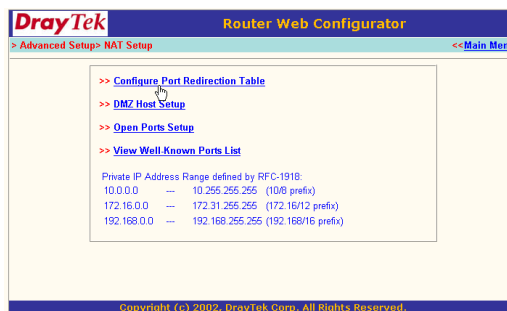 DrayTek Router Web Configurator
> Advanced Setup> NAT Setup <<Main Men
>> Configure Port Redirection Table
>> DMZ Host Setup
>> Open Ports Setup
>> View Well-Known Ports List
Private IP Address Range defined by RFC-1918:
10.0.0.0 --- 10.255.255.255 (10/8 prefix)
172.16.0.0 --- 172.31.255.255 (172.16/12 prefix)
192.168.0.0 --- 192.168.255.255 (192.168/16 prefix)
Copyright (c) 2002, DrayTek Corp. All Rights Reserved.